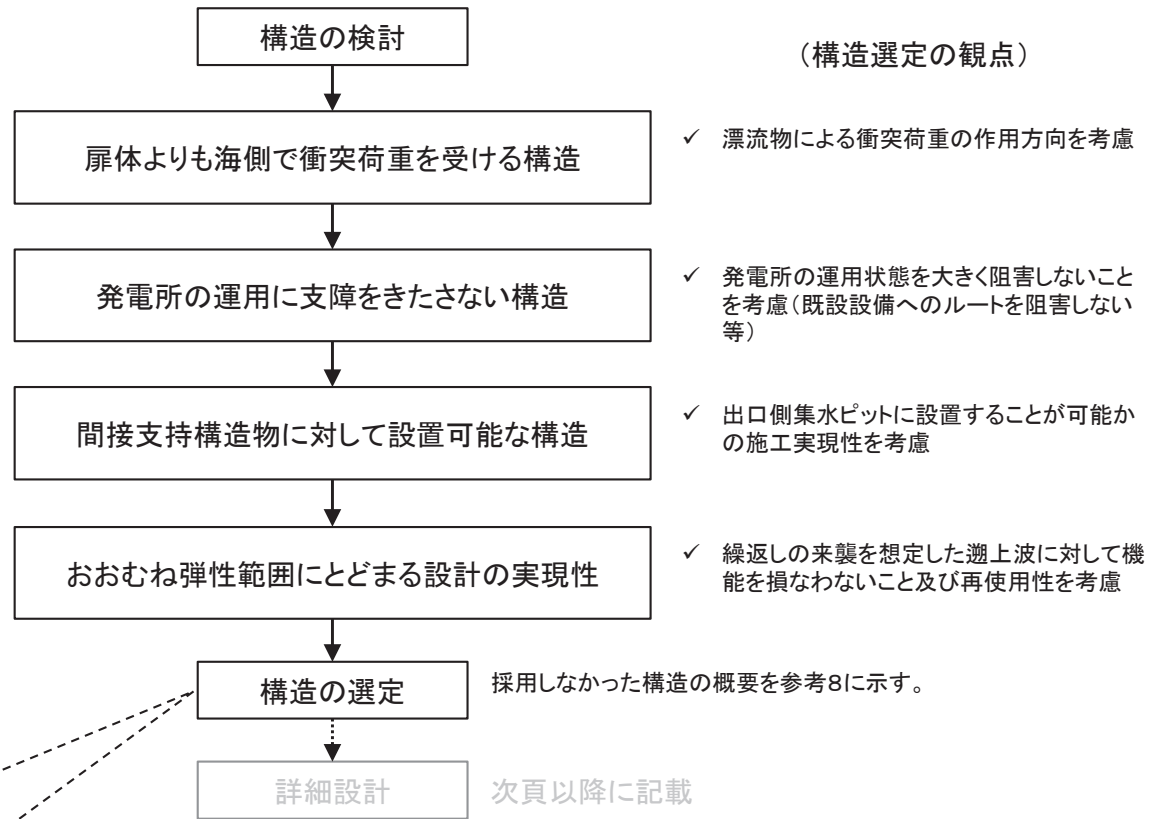 構造の検討
(構造選定の観点)
扉体よりも海側で衝突荷重を受ける構造
✓ 漂流物による衝突荷重の作用方向を考慮
発電所の運用に支障をきたさない構造
✓ 発電所の運用状態を大きく阻害しないこと
を考慮(既設設備へのルートを阻害しない
等)
間接支持構造物に対して設置可能な構造
✓ 出口側集水ピットに設置することが可能か
の施工実現性を考慮
おおむね弾性範囲にとどまる設計の実現性
✓ 繰返しの来襲を想定した遡上波に対して機
能を損なわないこと及び再使用性を考慮
構造の選定
採用しなかった構造の概要を参考8に示す。
詳細設計
次頁以降に記載